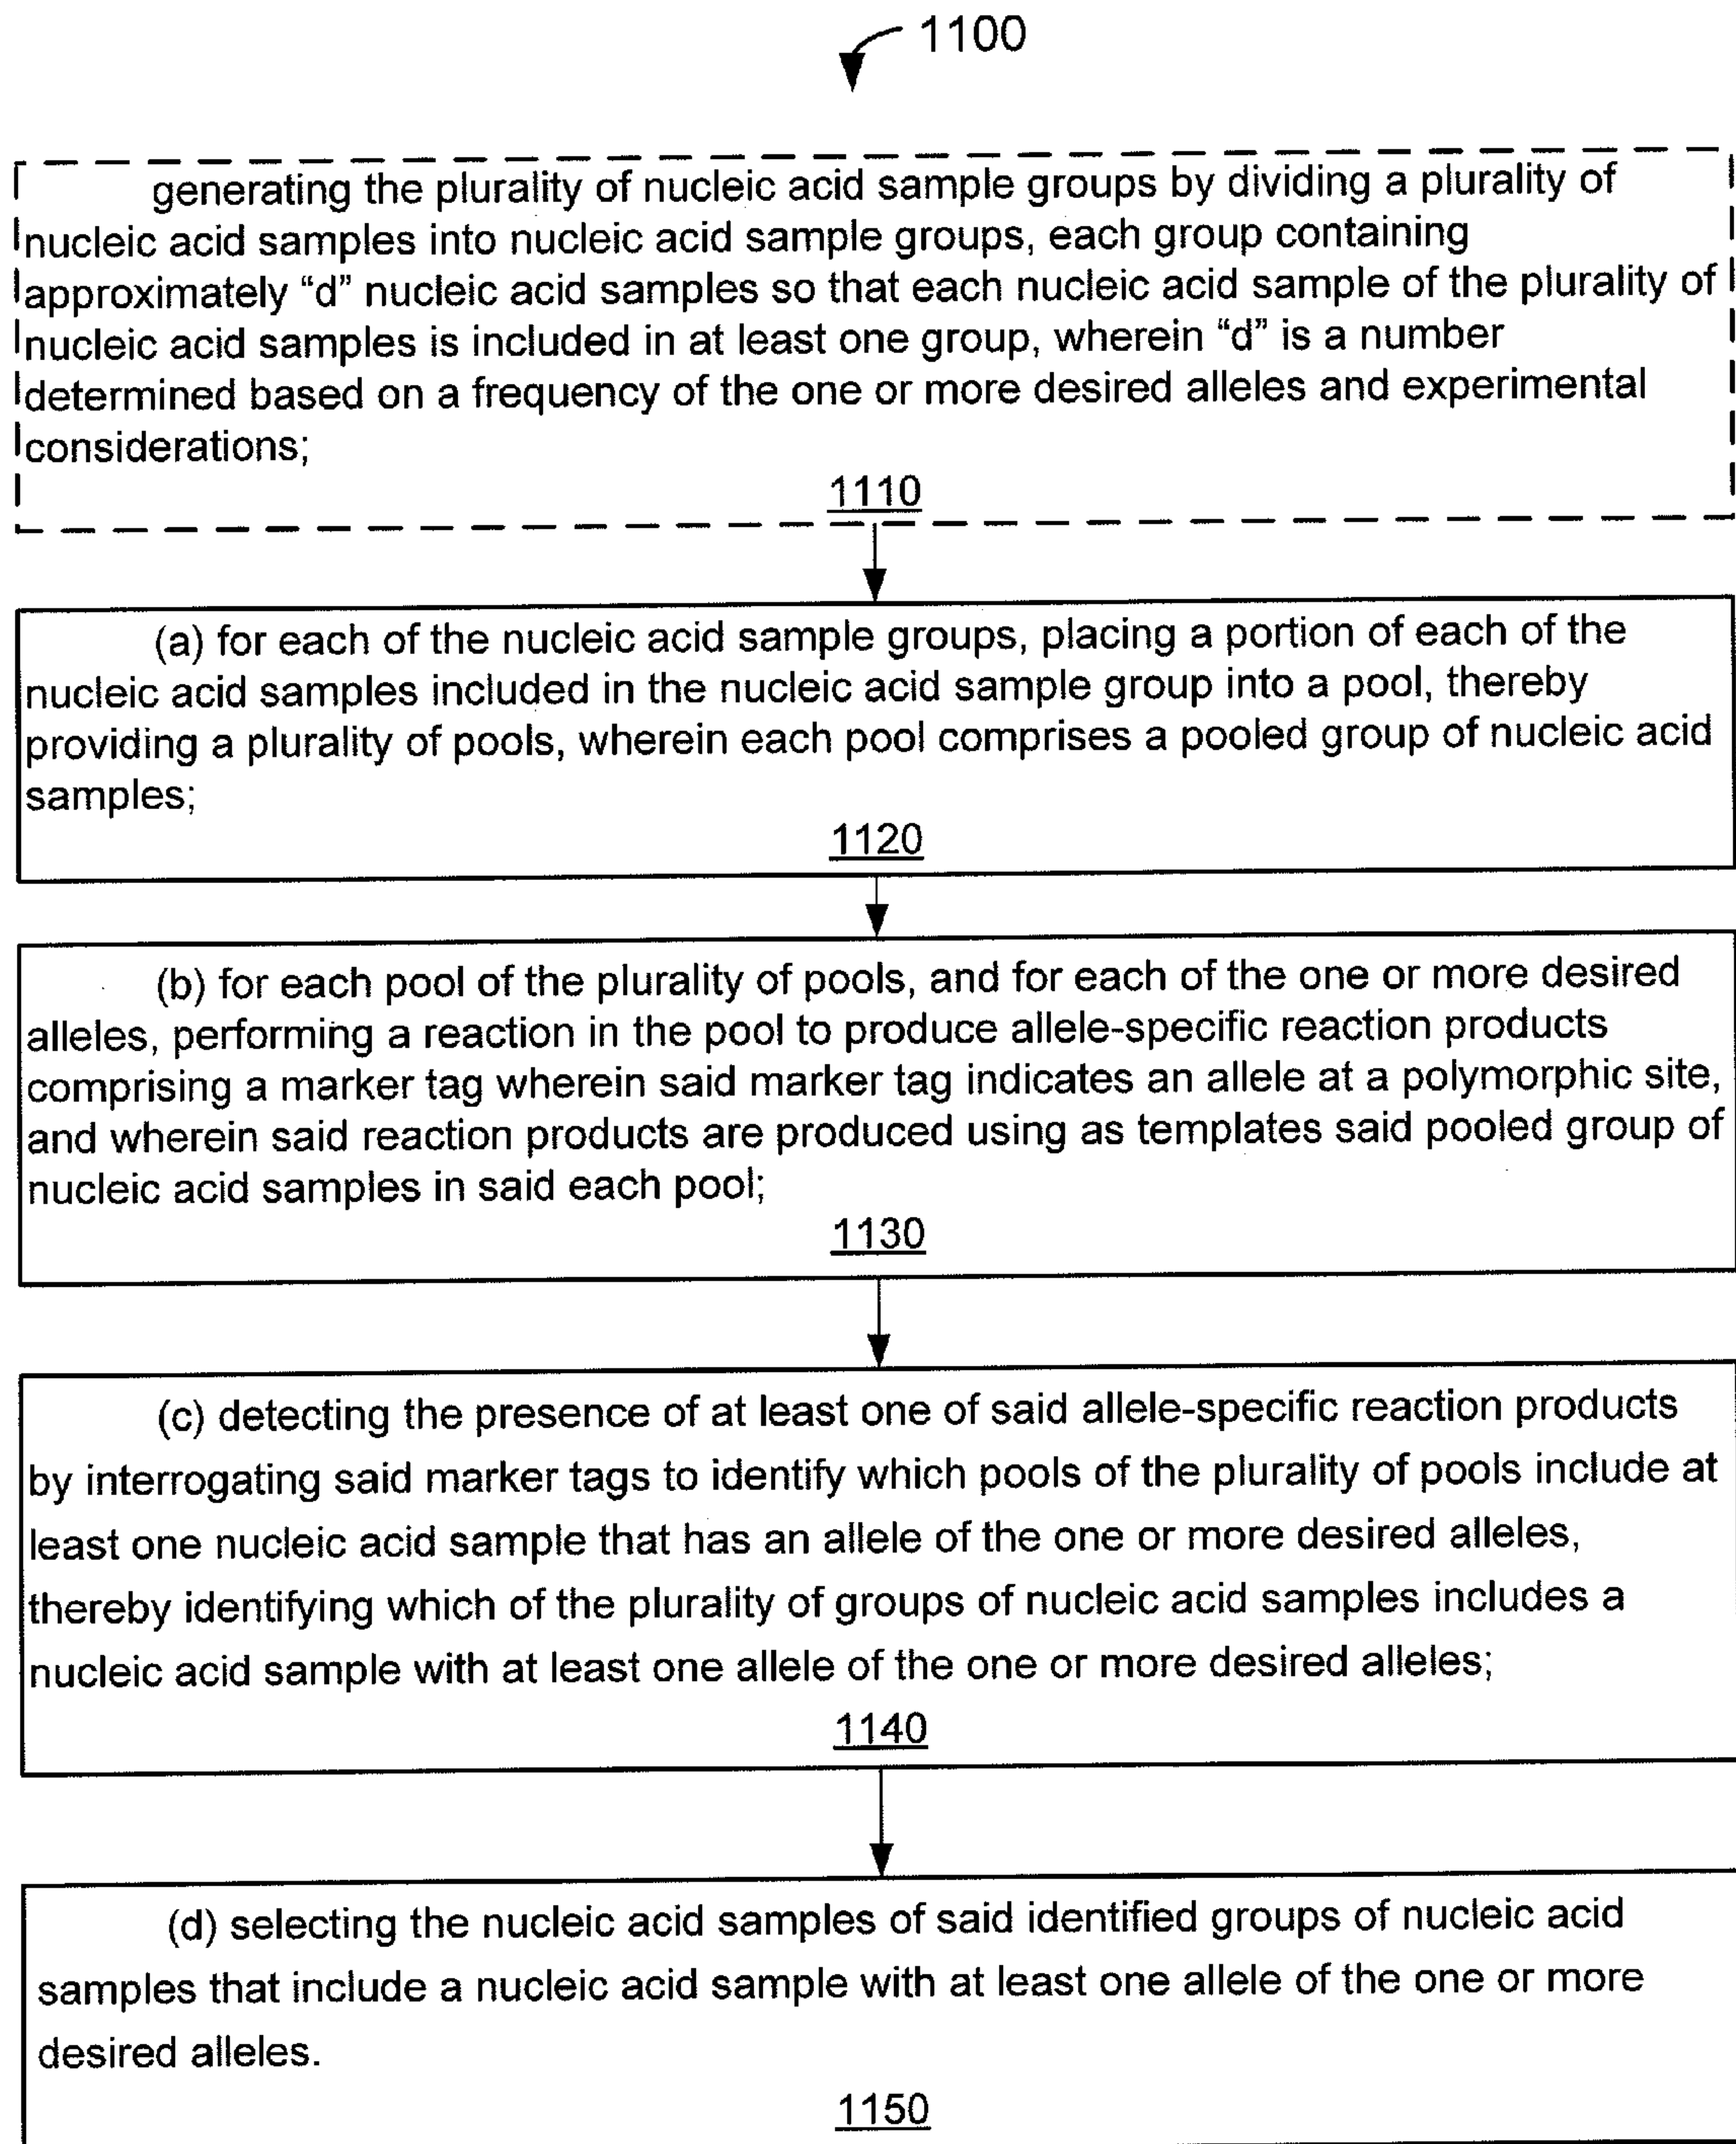 1100
generating the plurality of nucleic acid sample groups by dividing a plurality of
nucleic acid samples into nucleic acid sample groups, each group containing
approximately “d” nucleic acid samples so that each nucleic acid sample of the plurality of
nucleic acid samples is included in at least one group, wherein “d” is a number
determined based on a frequency of the one or more desired alleles and experimental
considerations;
1110
(a) for each of the nucleic acid sample groups, placing a portion of each of the
nucleic acid samples included in the nucleic acid sample group into a pool, thereby
providing a plurality of pools, wherein each pool comprises a pooled group of nucleic acid
samples;
1120
(b) for each pool of the plurality of pools, and for each of the one or more desired
alleles, performing a reaction in the pool to produce allele-specific reaction products
comprising a marker tag wherein said marker tag indicates an allele at a polymorphic site,
and wherein said reaction products are produced using as templates said pooled group of
nucleic acid samples in said each pool;
1130
(c) detecting the presence of at least one of said allele-specific reaction products
by interrogating said marker tags to identify which pools of the plurality of pools include at
least one nucleic acid sample that has an allele of the one or more desired alleles,
thereby identifying which of the plurality of groups of nucleic acid samples includes a
nucleic acid sample with at least one allele of the one or more desired alleles;
1140
(d) selecting the nucleic acid samples of said identified groups of nucleic acid
samples that include a nucleic acid sample with at least one allele of the one or more
desired alleles.
1150